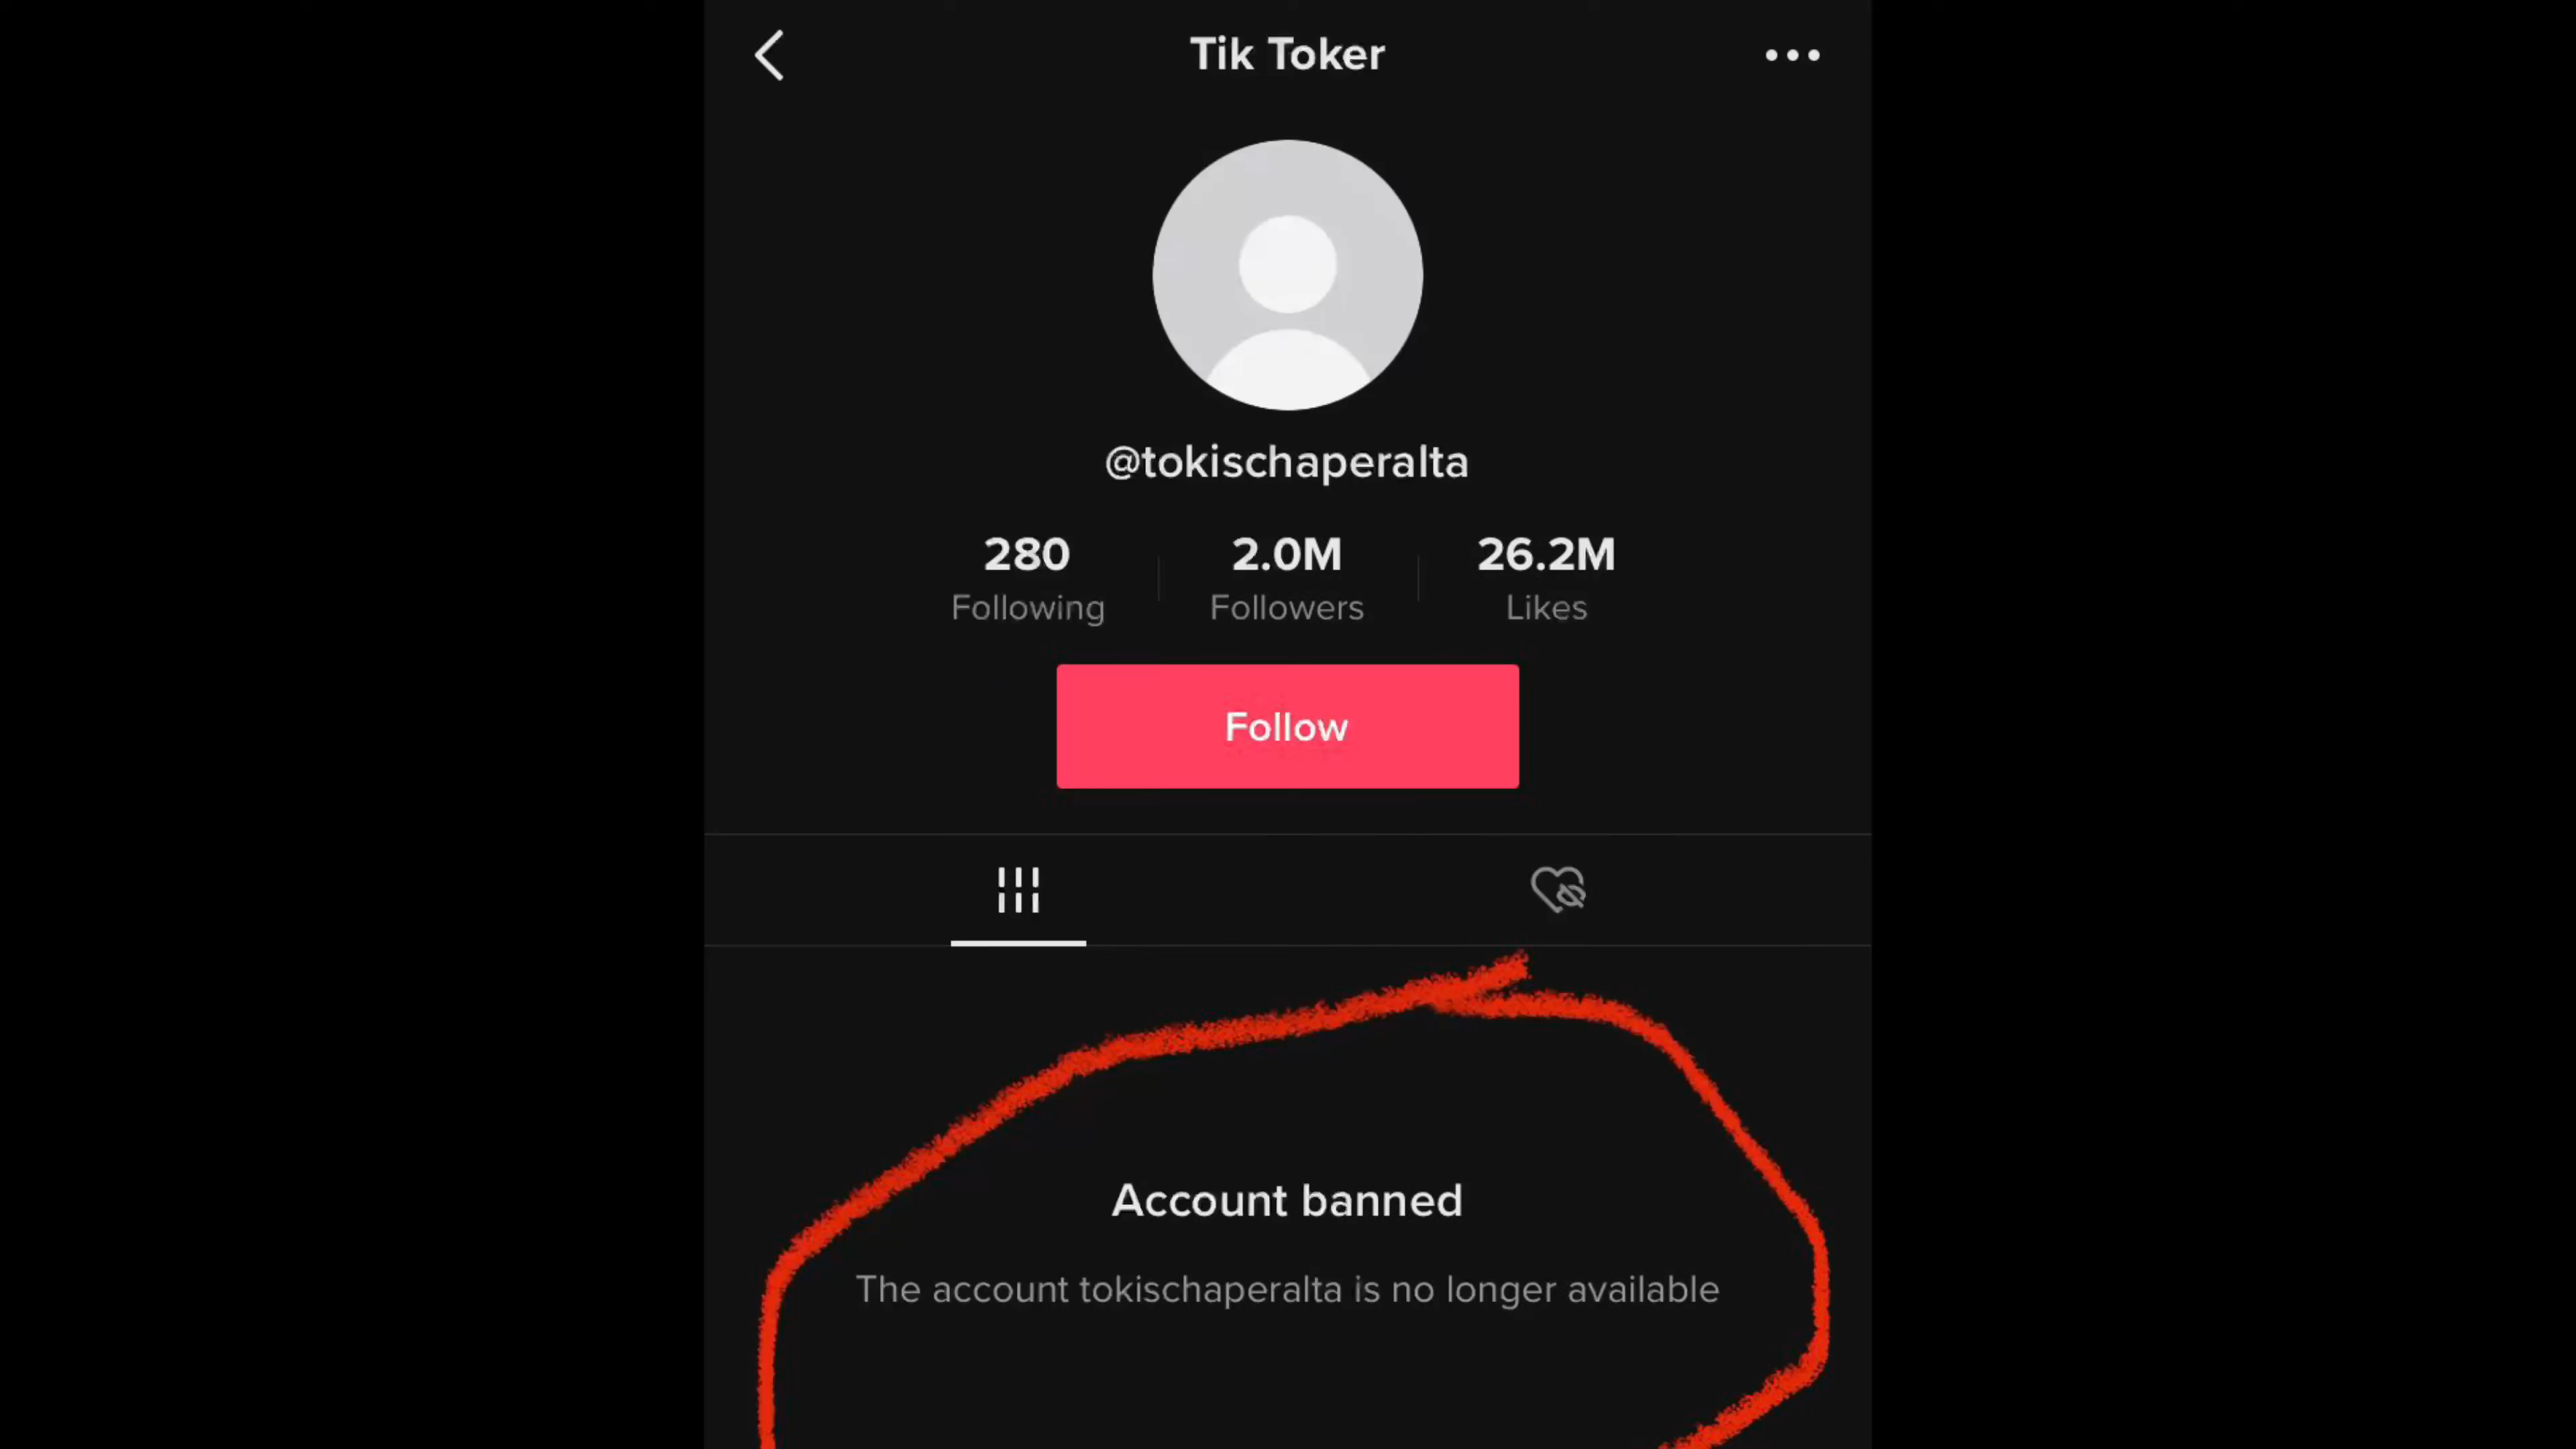 Tik Toker
@tokischaperalta
280 2.0M 26.2M
Following Followers Likes
Follow
Account banned
The account tokischaperalta is no longer available